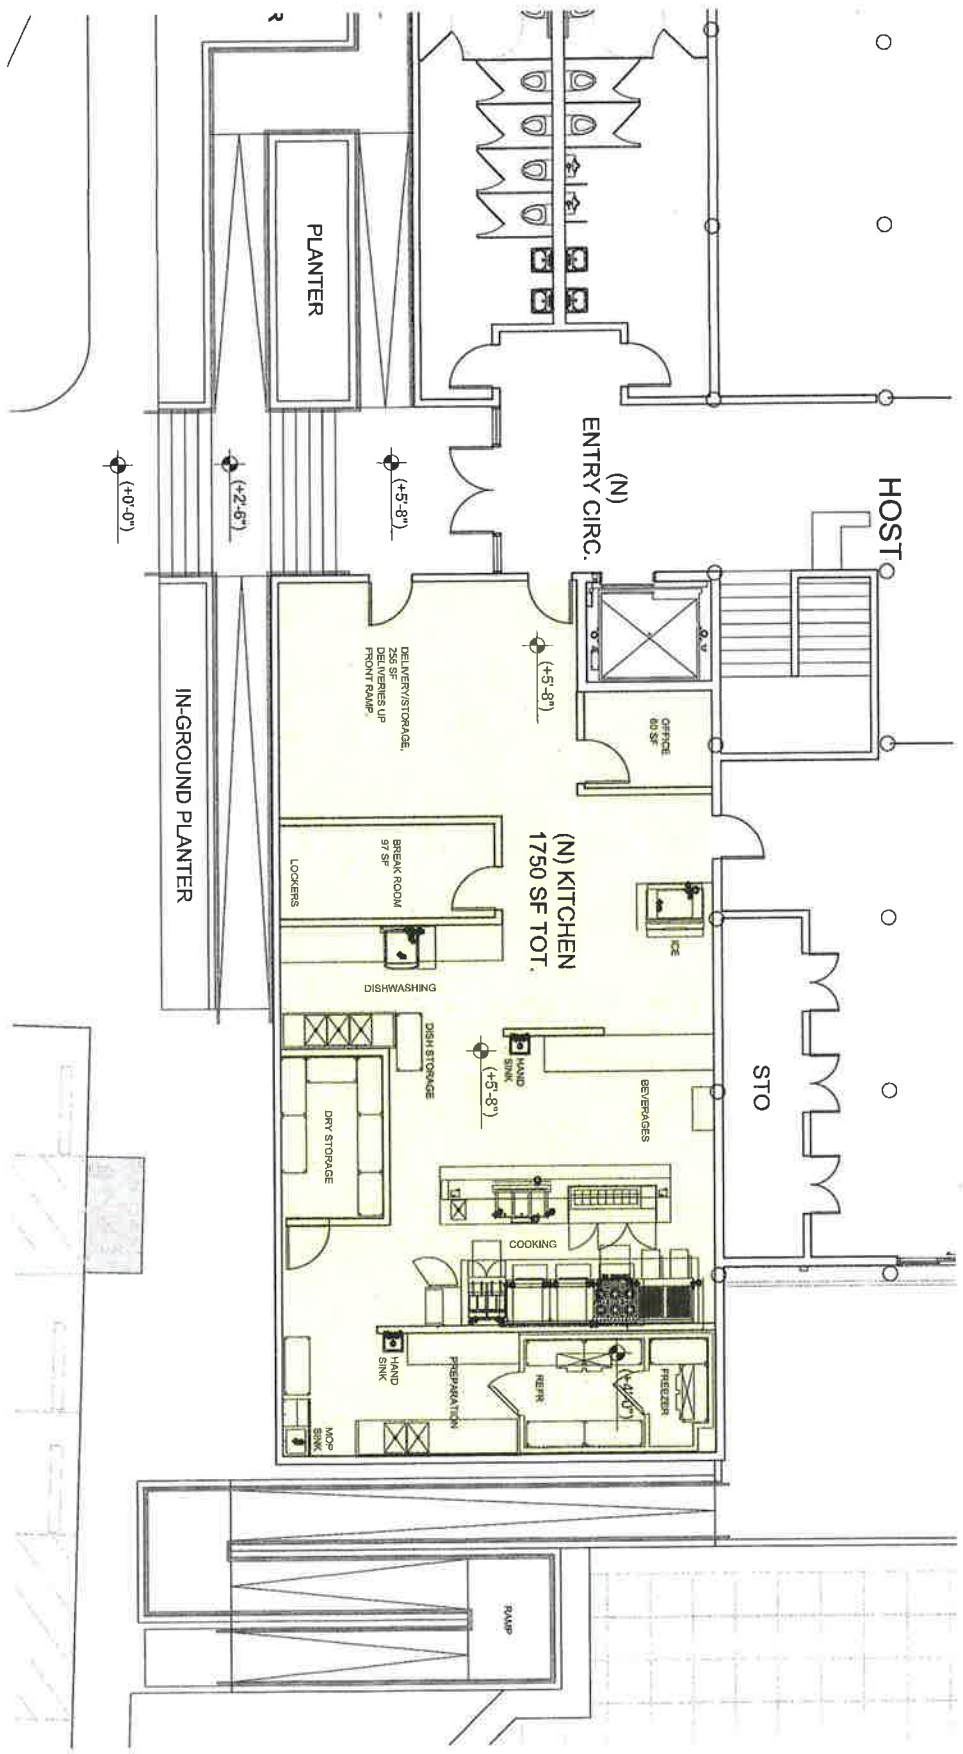 R
PLANTER
HOST
(N)
ENTRY CIRC.
(+5'-8")
(+2'-6")
(+0'-0")
(+5'-8")
OFFICE
60 SF
DELIVERY/STORAGE,
DELIVERIES UP
FRONT RAMP.
IN-GROUND PLANTER
(N) KITCHEN
1750 SF TOT.
BREAK ROOM
97 SF
LOCKERS
ICE
DISHWASHING
STO
BEVERAGES
HAND
SINK
(+5'-8")
DISH STORAGE
DRY STORAGE
COOKING
FREEZER
(+4'-0")
REFR
PREPARATION
HAND
SINK
MOP
SINK
RAMP